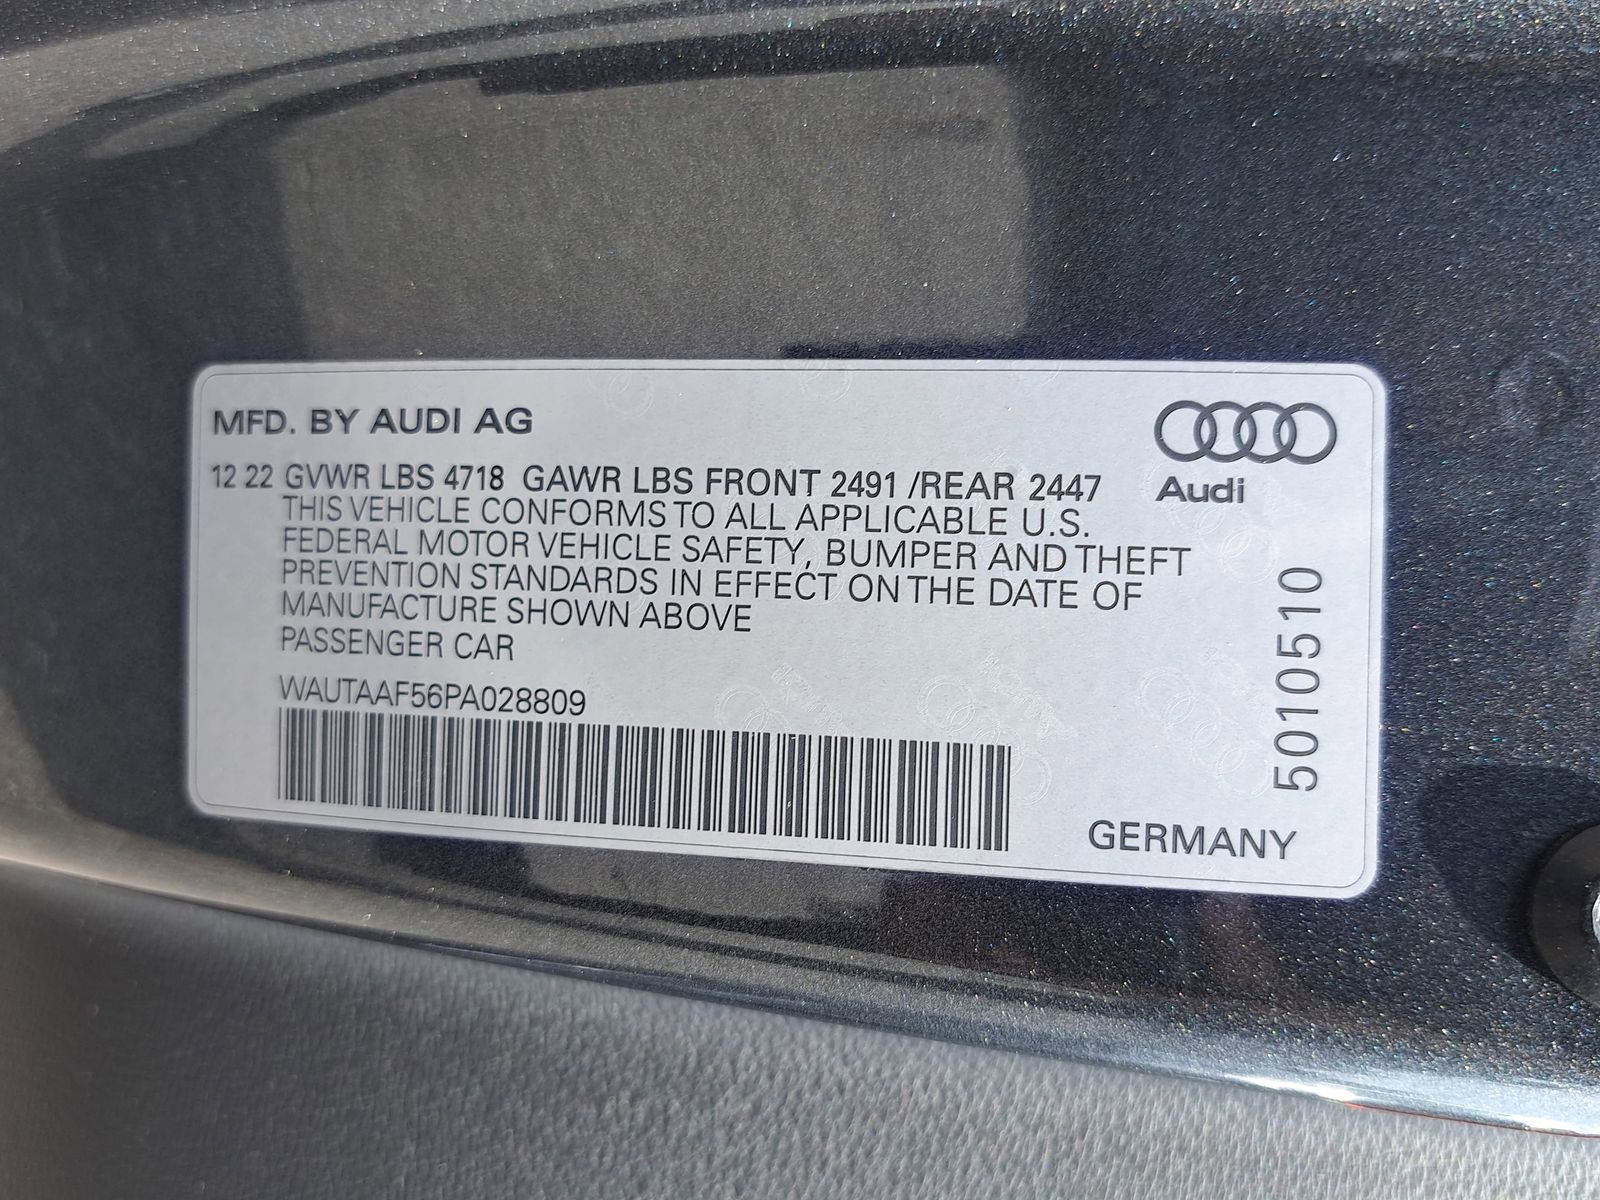 MFD. BY AUDI AG
12 22 GVWR LBS 4718 GAWR LBS FRONT 2491 /REAR 2447
THIS VEHICLE CONFORMS TO ALL APPLICABLE U.S.
FEDERAL MOTOR VEHICLE SAFETY, BUMPER AND THEFT
PREVENTION STANDARDS IN EFFECT ON THE DATE OF
MANUFACTURE SHOWN ABOVE
PASSENGER CAR
WAUTAAF56PA028809
Audi
5010510
GERMANY